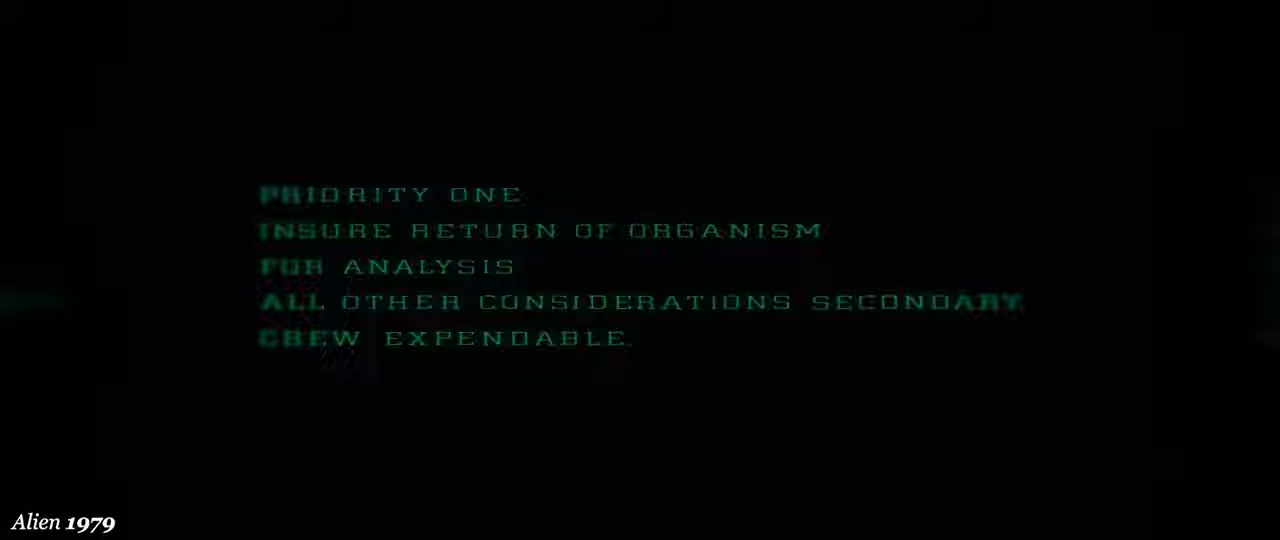 PRIORITY ONE
INSURE RETURN OF ORGANISM
FOR ANALYSIS
ALL OTHER CONSIDERATIONS SECONDARY.
CREW EXPENDABLE.
Alien 1979